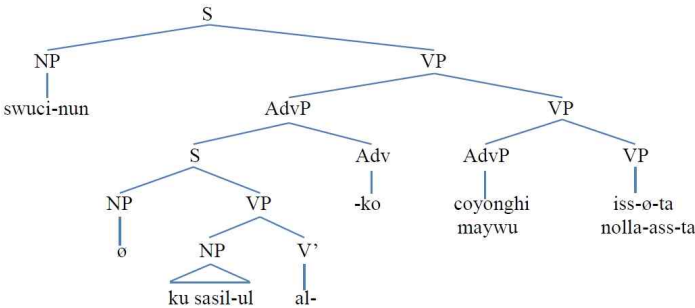 S
NP VP
swuci-nun AdvP VP
S Adv AdvP VP
NP VP -ko coyonghi iss-ø-ta
maywu nolla-ass-ta
ø NP V'
ku sasil-ul al-